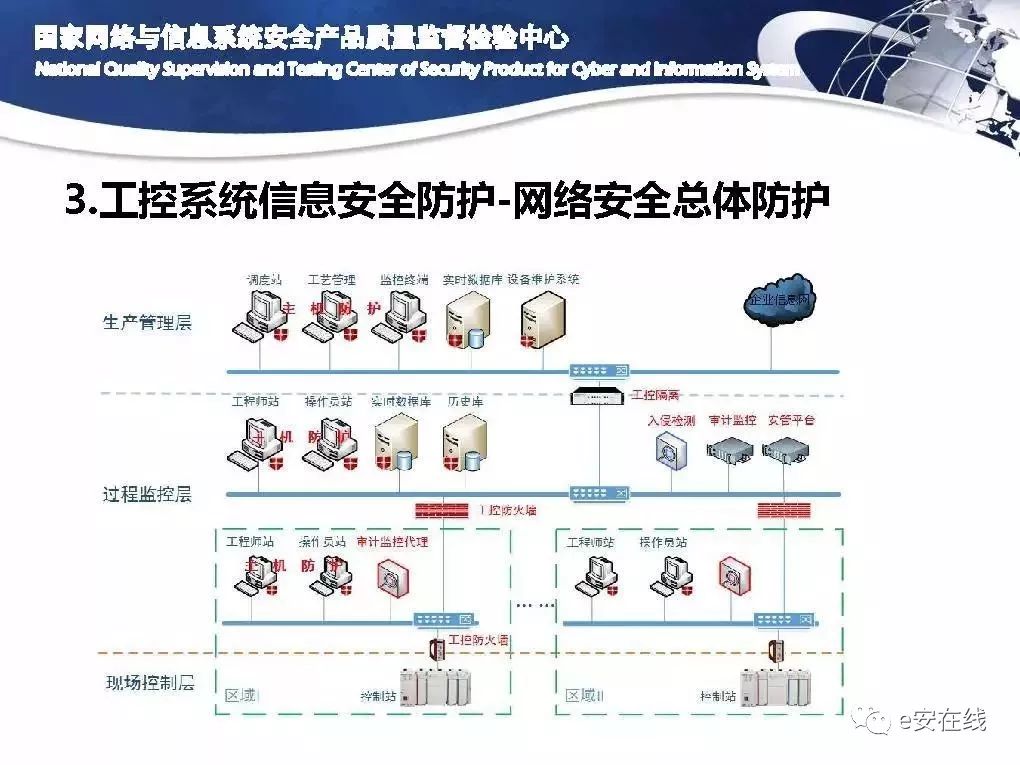 国家网络与信息系统安全产品质量监督检验中心
National Quality Supervision and Testing Center of Security Product for Cyber and Information System
3.工控系统信息安全防护-网络安全总体防护
调度站 工艺管理 监控终端 实时数据库 设备维护系统
企业信息网
主 机 防 护
生产管理层
工控隔离
工程师站 操作员站 实时数据库 历史库
入侵检测 审计监控 安管平台
主 机 防 护
过程监控层
工控防火墙
工程师站 操作员站 审计监控代理 工程师站 操作员站
主 机 防 护
... ...
工控防火墙
现场控制层
区域I 控制站 区域II 控制站
e安在线